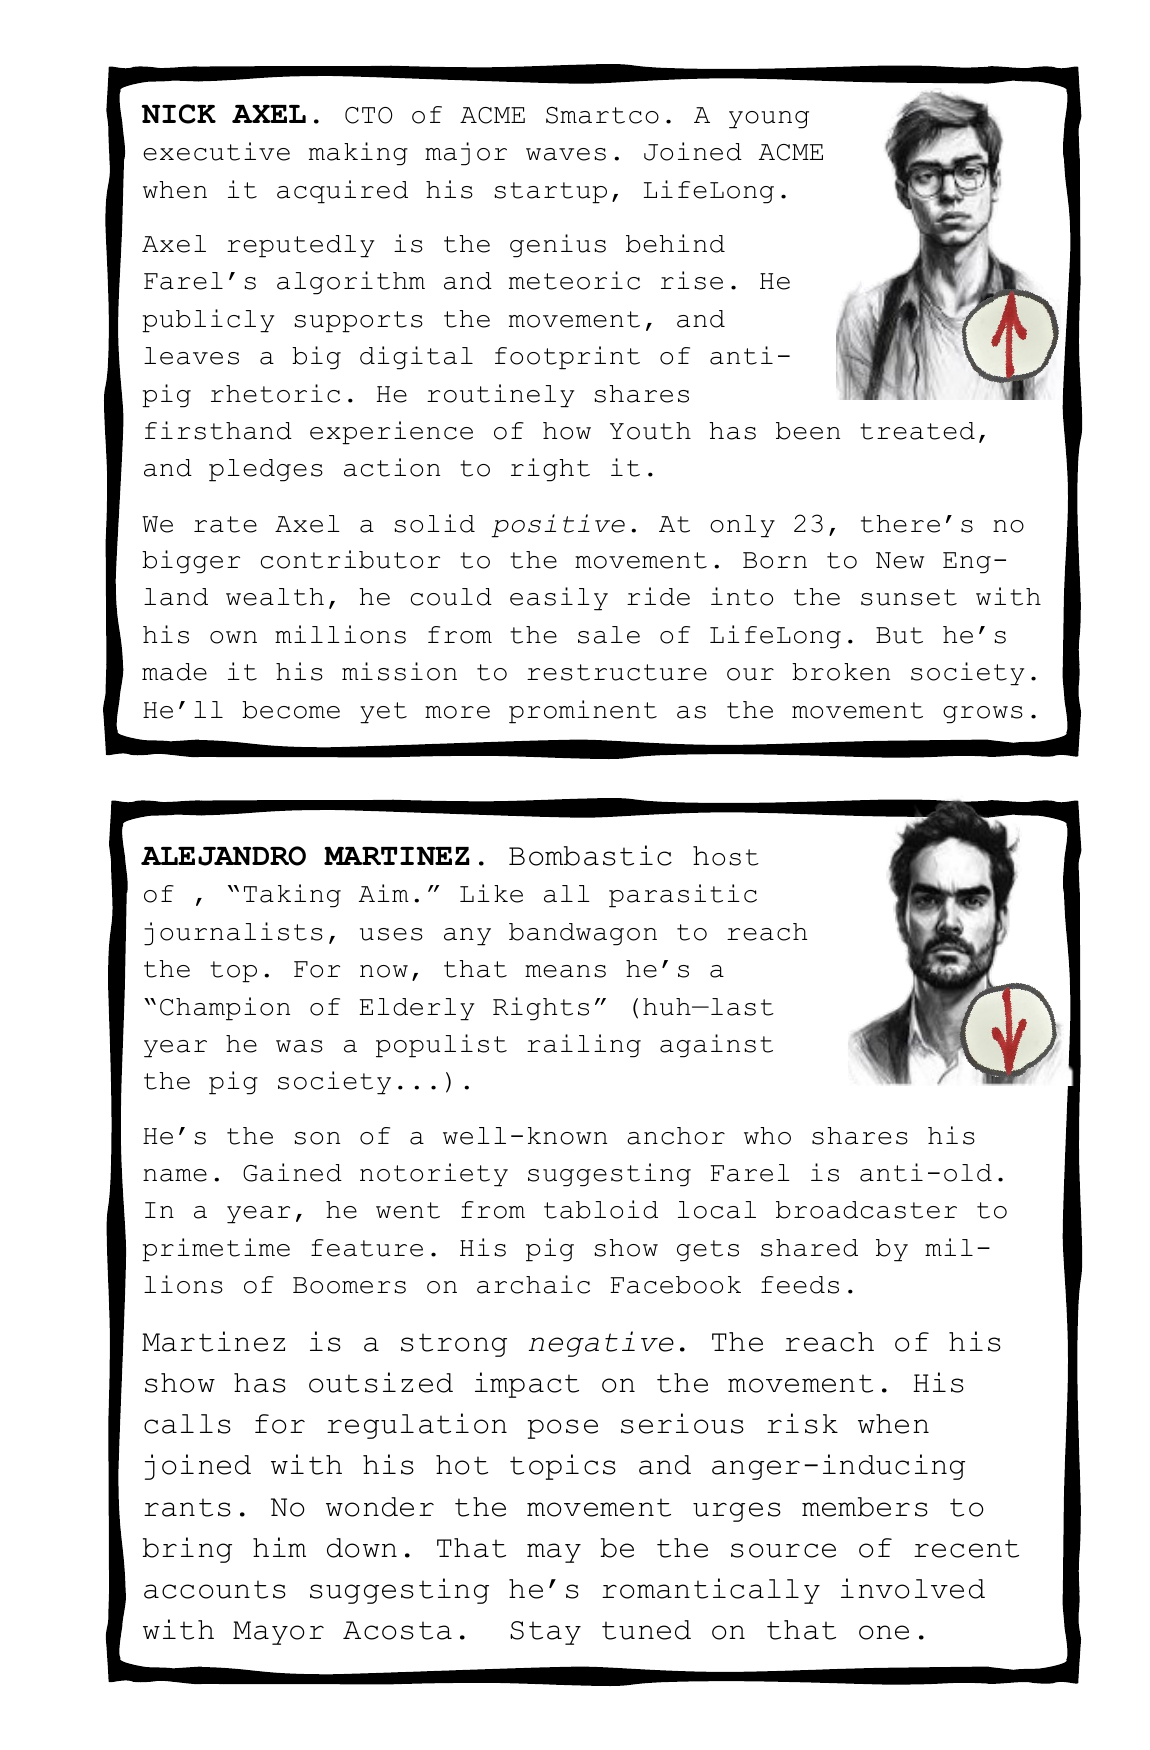 NICK AXEL. CTO of ACME Smartco. A young
executive making major waves. Joined ACME
when it acquired his startup, LifeLong.
Axel reputedly is the genius behind
Farel’s algorithm and meteoric rise. He
publicly supports the movement, and
leaves a big digital footprint of anti-
pig rhetoric. He routinely shares
firsthand experience of how Youth has been treated,
and pledges action to right it.
We rate Axel a solid positive. At only 23, there’s no
bigger contributor to the movement. Born to New Eng-
land wealth, he could easily ride into the sunset with
his own millions from the sale of LifeLong. But he’s
made it his mission to restructure our broken society.
He’ll become yet more prominent as the movement grows.
ALEJANDRO MARTINEZ. Bombastic host
of , “Taking Aim.” Like all parasitic
journalists, uses any bandwagon to reach
the top. For now, that means he’s a
“Champion of Elderly Rights” (huh—last
year he was a populist railing against
the pig society...).
He’s the son of a well-known anchor who shares his
name. Gained notoriety suggesting Farel is anti-old.
In a year, he went from tabloid local broadcaster to
primetime feature. His pig show gets shared by mil-
lions of Boomers on archaic Facebook feeds.
Martinez is a strong negative. The reach of his
show has outsized impact on the movement. His
calls for regulation pose serious risk when
joined with his hot topics and anger-inducing
rants. No wonder the movement urges members to
bring him down. That may be the source of recent
accounts suggesting he’s romantically involved
with Mayor Acosta.  Stay tuned on that one.